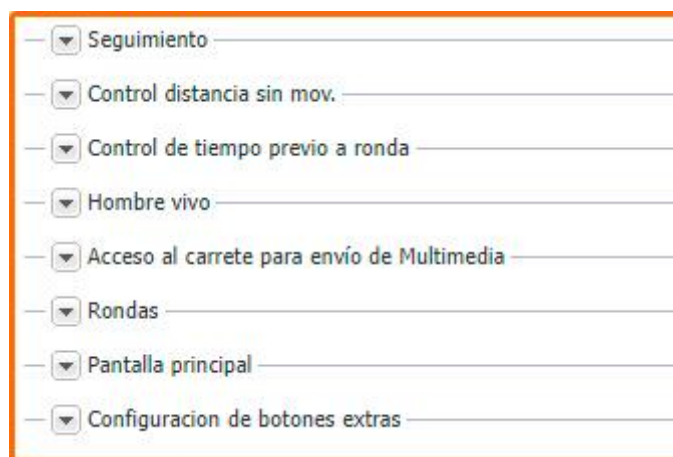 Seguimiento
Control distancia sin mov.
Control de tiempo previo a ronda
Hombre vivo
Acceso al carrete para envío de Multimedia
Rondas
Pantalla principal
Configuracion de botones extras